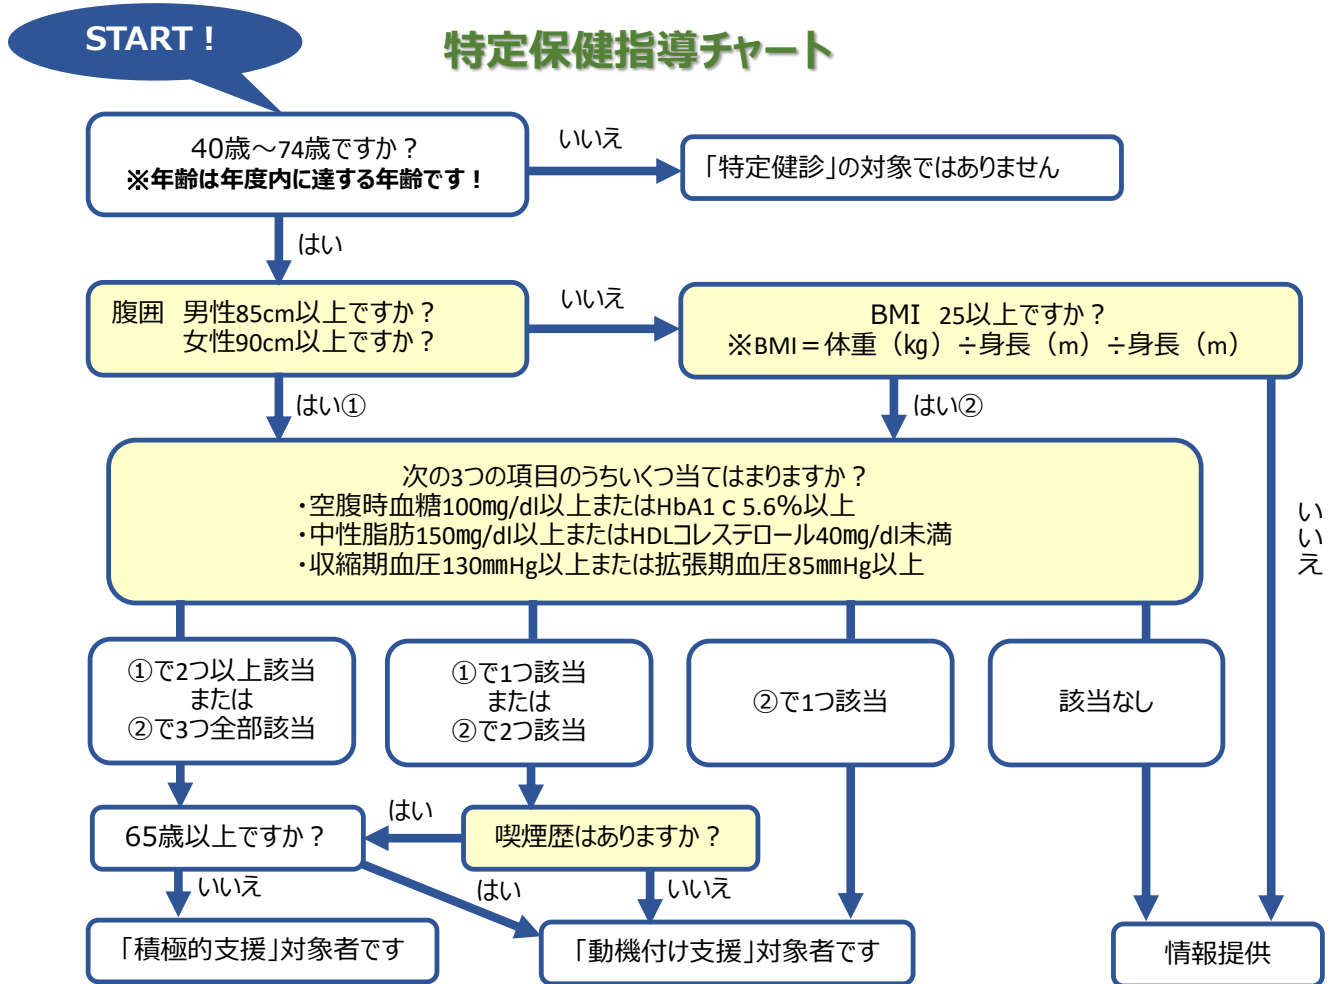 START！
特定保健指導チャート
40歳～74歳ですか？
※年齢は年度内に達する年齢です！
いいえ
「特定健診」の対象ではありません
はい
腹囲　男性85cm以上ですか？
女性90cm以上ですか？
いいえ
BMI　25以上ですか？
※BMI＝体重（kg）÷身長（m）÷身長（m）
はい①
はい②
いいえ
次の3つの項目のうちいくつ当てはまりますか？
・空腹時血糖100㎎/dl以上またはHbA1ｃ5.6％以上
・中性脂肪150㎎/dl以上またはHDLコレステロール40㎎/dl未満
・収縮期血圧130㎜Hg以上または拡張期血圧85㎜Hg以上
①で2つ以上該当
または
②で3つ全部該当
①で1つ該当
または
②で2つ該当
②で1つ該当
該当なし
65歳以上ですか？
はい
喫煙歴はありますか？
いいえ
はい
いいえ
「積極的支援」対象者です
「動機付け支援」対象者です
情報提供